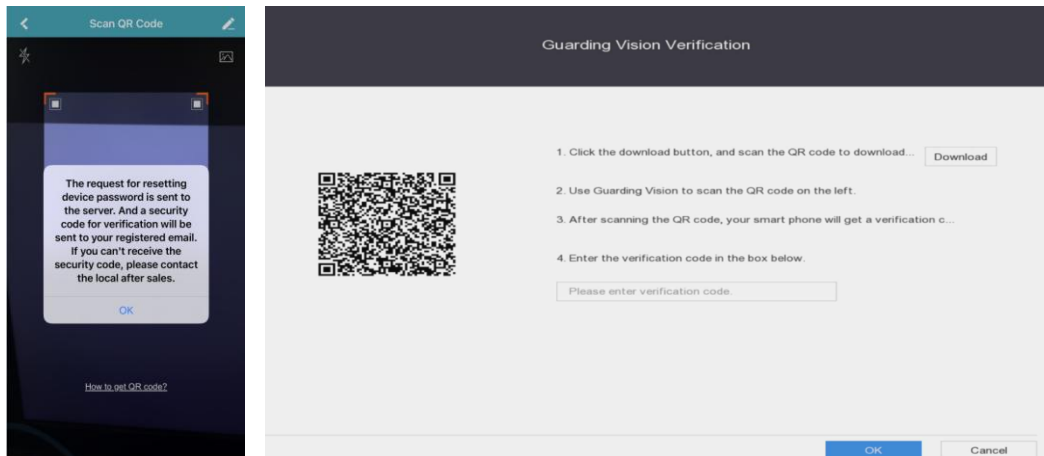 Scan QR Code
The request for resetting
device password is sent to
the server. And a security
code for verification will be
sent to your registered email.
If you can't receive the
security code, please contact
the local after sales.
OK
How to get QR code?
Guarding Vision Verification
1. Click the download button, and scan the QR code to download...
Download
2. Use Guarding Vision to scan the QR code on the left.
3. After scanning the QR code, your smart phone will get a verification c...
4. Enter the verification code in the box below.
Please enter verification code.
OK
Cancel